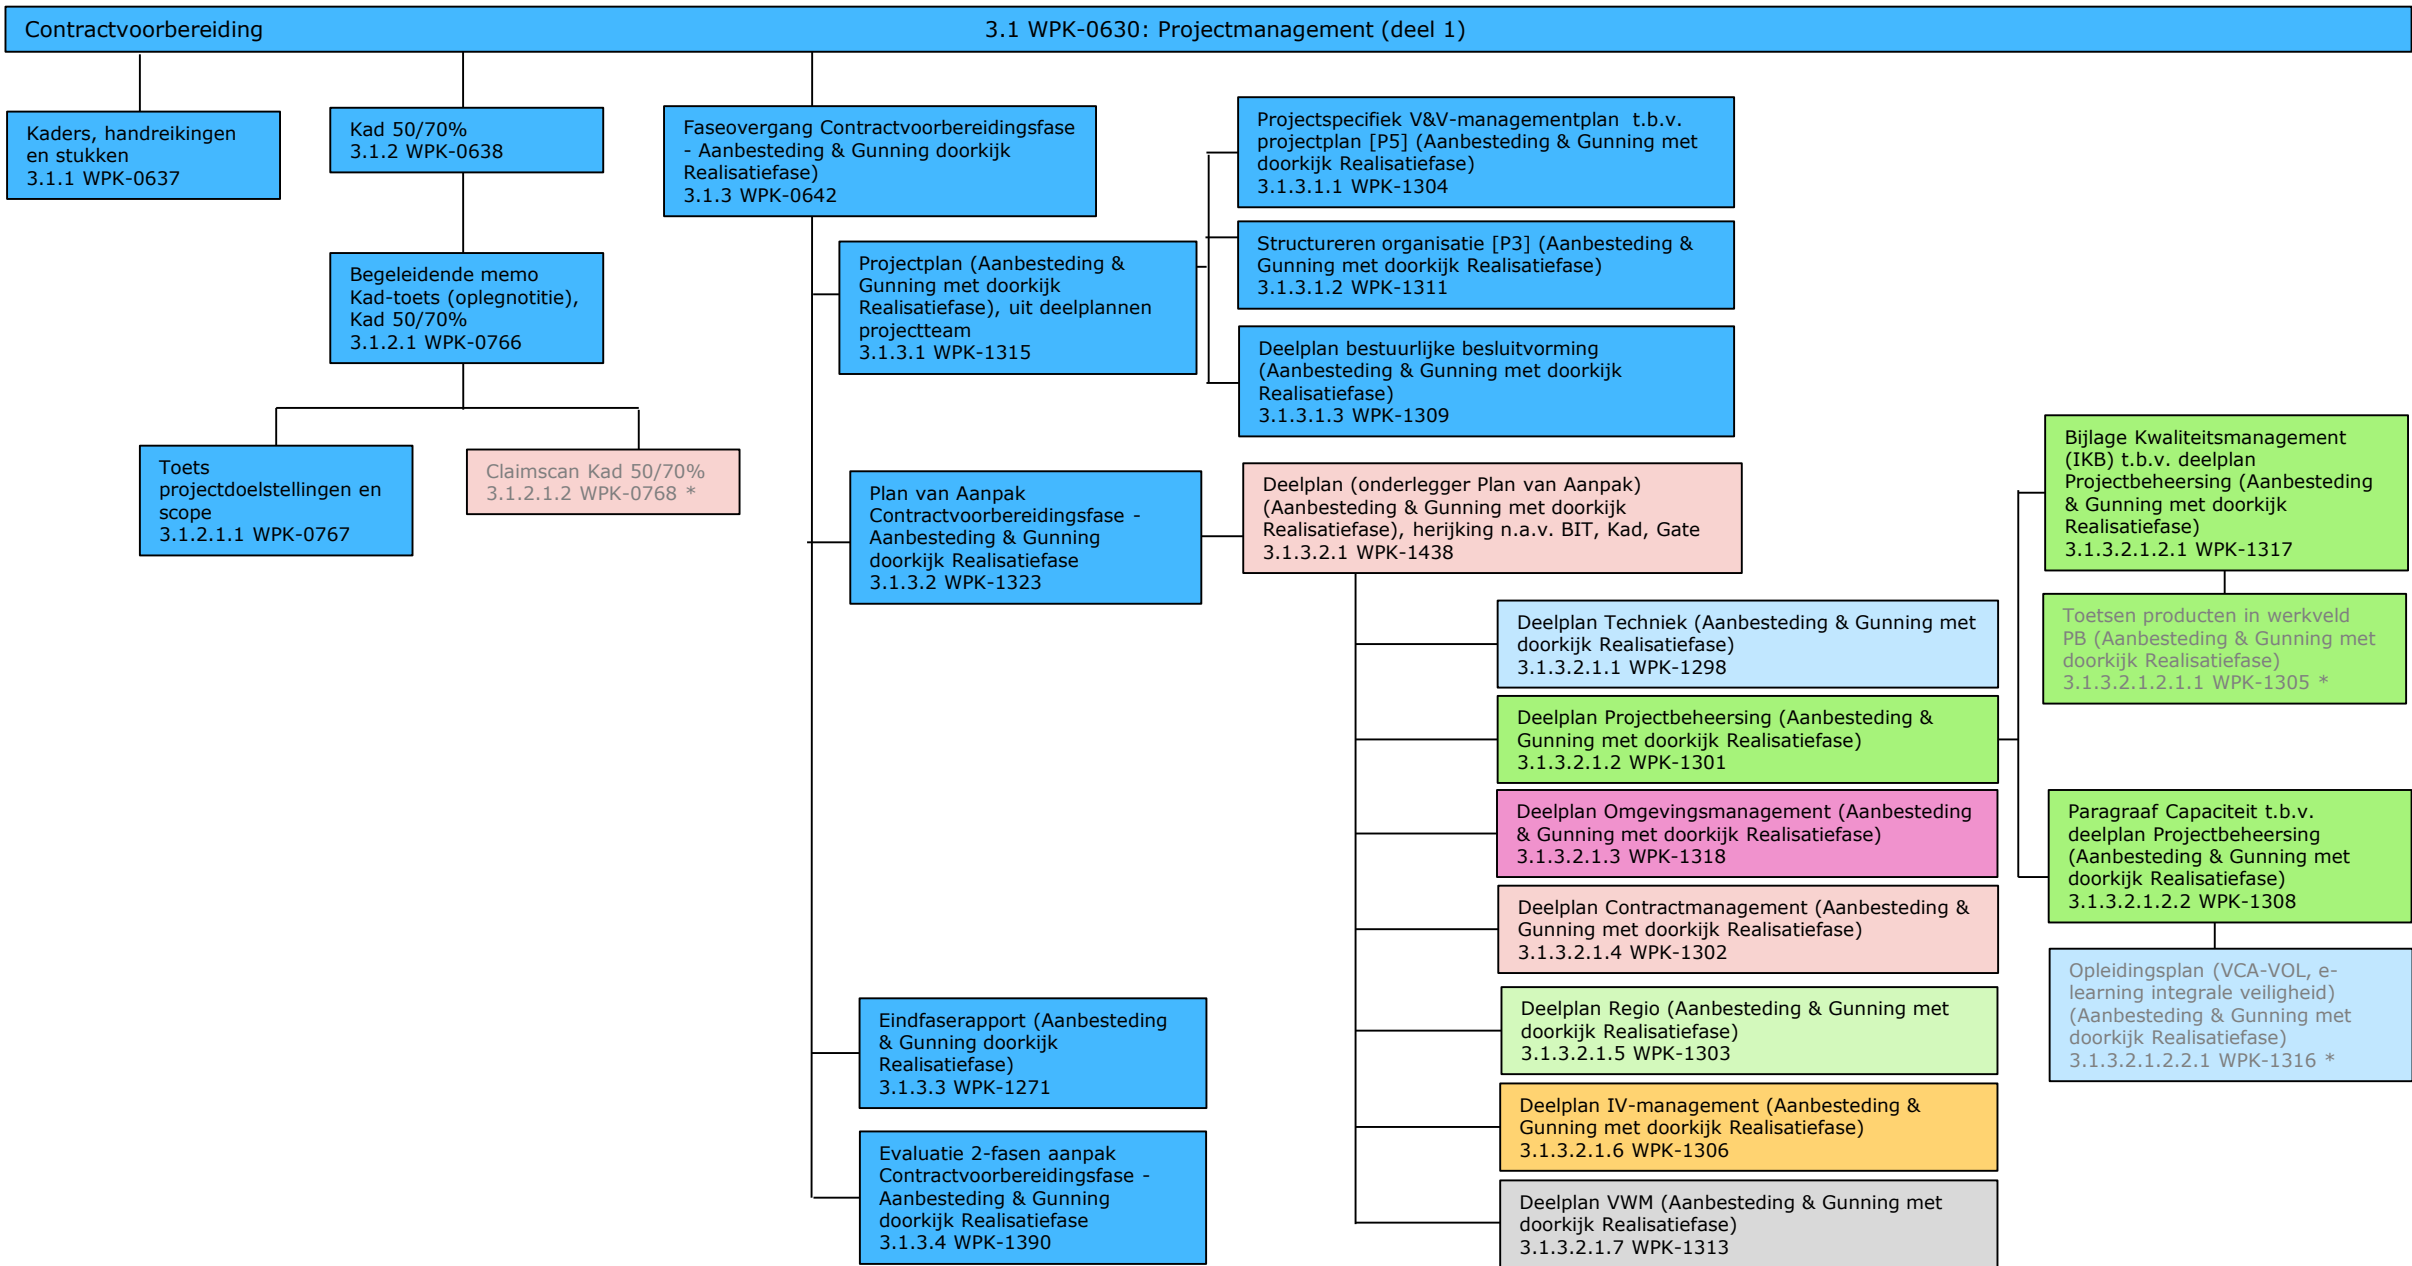 Contractvoorbereiding
3.1 WPK-0630: Projectmanagement (deel 1)
Kaders, handreikingen
en stukken
3.1.1 WPK-0637
Kad 50/70%
3.1.2 WPK-0638
Begeleidende memo
Kad-toets (oplegnotitie),
Kad 50/70%
3.1.2.1 WPK-0766
Toets
projectdoelstellingen en
scope
3.1.2.1.1 WPK-0767
Claimscan Kad 50/70%
3.1.2.1.2 WPK-0768 *
Faseovergang Contractvoorbereidingsfase
- Aanbesteding & Gunning doorkijk
Realisatiefase)
3.1.3 WPK-0642
Projectplan (Aanbesteding &
Gunning met doorkijk
Realisatiefase), uit deelplannen
projectteam
3.1.3.1 WPK-1315
Projectspecifiek V&V-managementplan t.b.v.
projectplan [P5] (Aanbesteding & Gunning met
doorkijk Realisatiefase)
3.1.3.1.1 WPK-1304
Structureren organisatie [P3] (Aanbesteding &
Gunning met doorkijk Realisatiefase)
3.1.3.1.2 WPK-1311
Deelplan bestuurlijke besluitvorming
(Aanbesteding & Gunning met doorkijk
Realisatiefase)
3.1.3.1.3 WPK-1309
Plan van Aanpak
Contractvoorbereidingsfase -
Aanbesteding & Gunning
doorkijk Realisatiefase
3.1.3.2 WPK-1323
Deelplan (onderlegger Plan van Aanpak)
(Aanbesteding & Gunning met doorkijk
Realisatiefase), herijking n.a.v. BIT, Kad, Gate
3.1.3.2.1 WPK-1438
Deelplan Techniek (Aanbesteding & Gunning met
doorkijk Realisatiefase)
3.1.3.2.1.1 WPK-1298
Deelplan Projectbeheersing (Aanbesteding &
Gunning met doorkijk Realisatiefase)
3.1.3.2.1.2 WPK-1301
Bijlage Kwaliteitsmanagement
(IKB) t.b.v. deelplan
Projectbeheersing (Aanbesteding
& Gunning met doorkijk
Realisatiefase)
3.1.3.2.1.2.1 WPK-1317
Toetsen producten in werkveld
PB (Aanbesteding & Gunning met
doorkijk Realisatiefase)
3.1.3.2.1.2.1.1 WPK-1305 *
Paragraaf Capaciteit t.b.v.
deelplan Projectbeheersing
(Aanbesteding & Gunning met
doorkijk Realisatiefase)
3.1.3.2.1.2.2 WPK-1308
Opleidingsplan (VCA-VOL, e-
learning integrale veiligheid)
(Aanbesteding & Gunning met
doorkijk Realisatiefase)
3.1.3.2.1.2.2.1 WPK-1316 *
Deelplan Omgevingsmanagement (Aanbesteding
& Gunning met doorkijk Realisatiefase)
3.1.3.2.1.3 WPK-1318
Deelplan Contractmanagement (Aanbesteding &
Gunning met doorkijk Realisatiefase)
3.1.3.2.1.4 WPK-1302
Deelplan Regio (Aanbesteding & Gunning met
doorkijk Realisatiefase)
3.1.3.2.1.5 WPK-1303
Deelplan IV-management (Aanbesteding &
Gunning met doorkijk Realisatiefase)
3.1.3.2.1.6 WPK-1306
Deelplan VWM (Aanbesteding & Gunning met
doorkijk Realisatiefase)
3.1.3.2.1.7 WPK-1313
Eindfaserapport (Aanbesteding
& Gunning doorkijk
Realisatiefase)
3.1.3.3 WPK-1271
Evaluatie 2-fasen aanpak
Contractvoorbereidingsfase -
Aanbesteding & Gunning
doorkijk Realisatiefase
3.1.3.4 WPK-1390